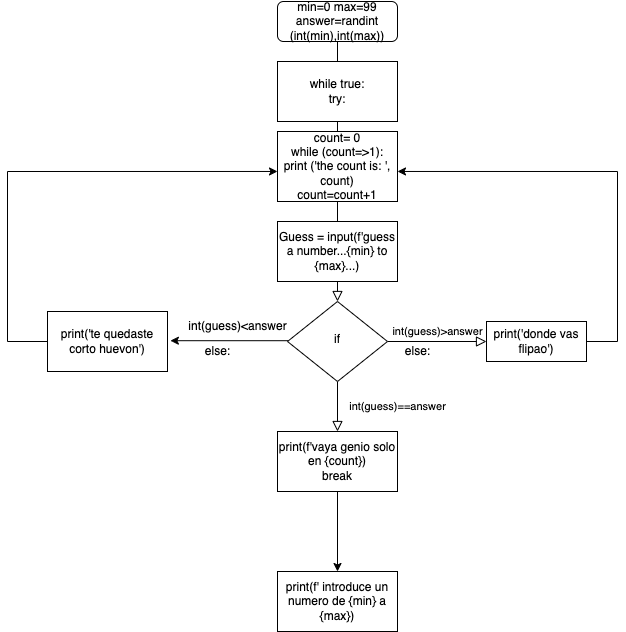 min=0 max=99
answer=randint
(int(min),int(max))
while true:
try:
count= 0
while (count=>1):
print ('the count is: ',
count)
count=count+1
Guess = input(f'guess
a number...{min} to
{max}...)
if
int(guess)<answer
else:
print('te quedaste
corto huevon')
int(guess)>answer
else:
print('donde vas
flipao')
int(guess)==answer
print(f'vaya genio solo
en {count})
break
print(f' introduce un
numero de {min} a
{max})